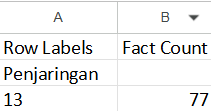 A B
Row Labels Fact Count
Penjaringan
13 77